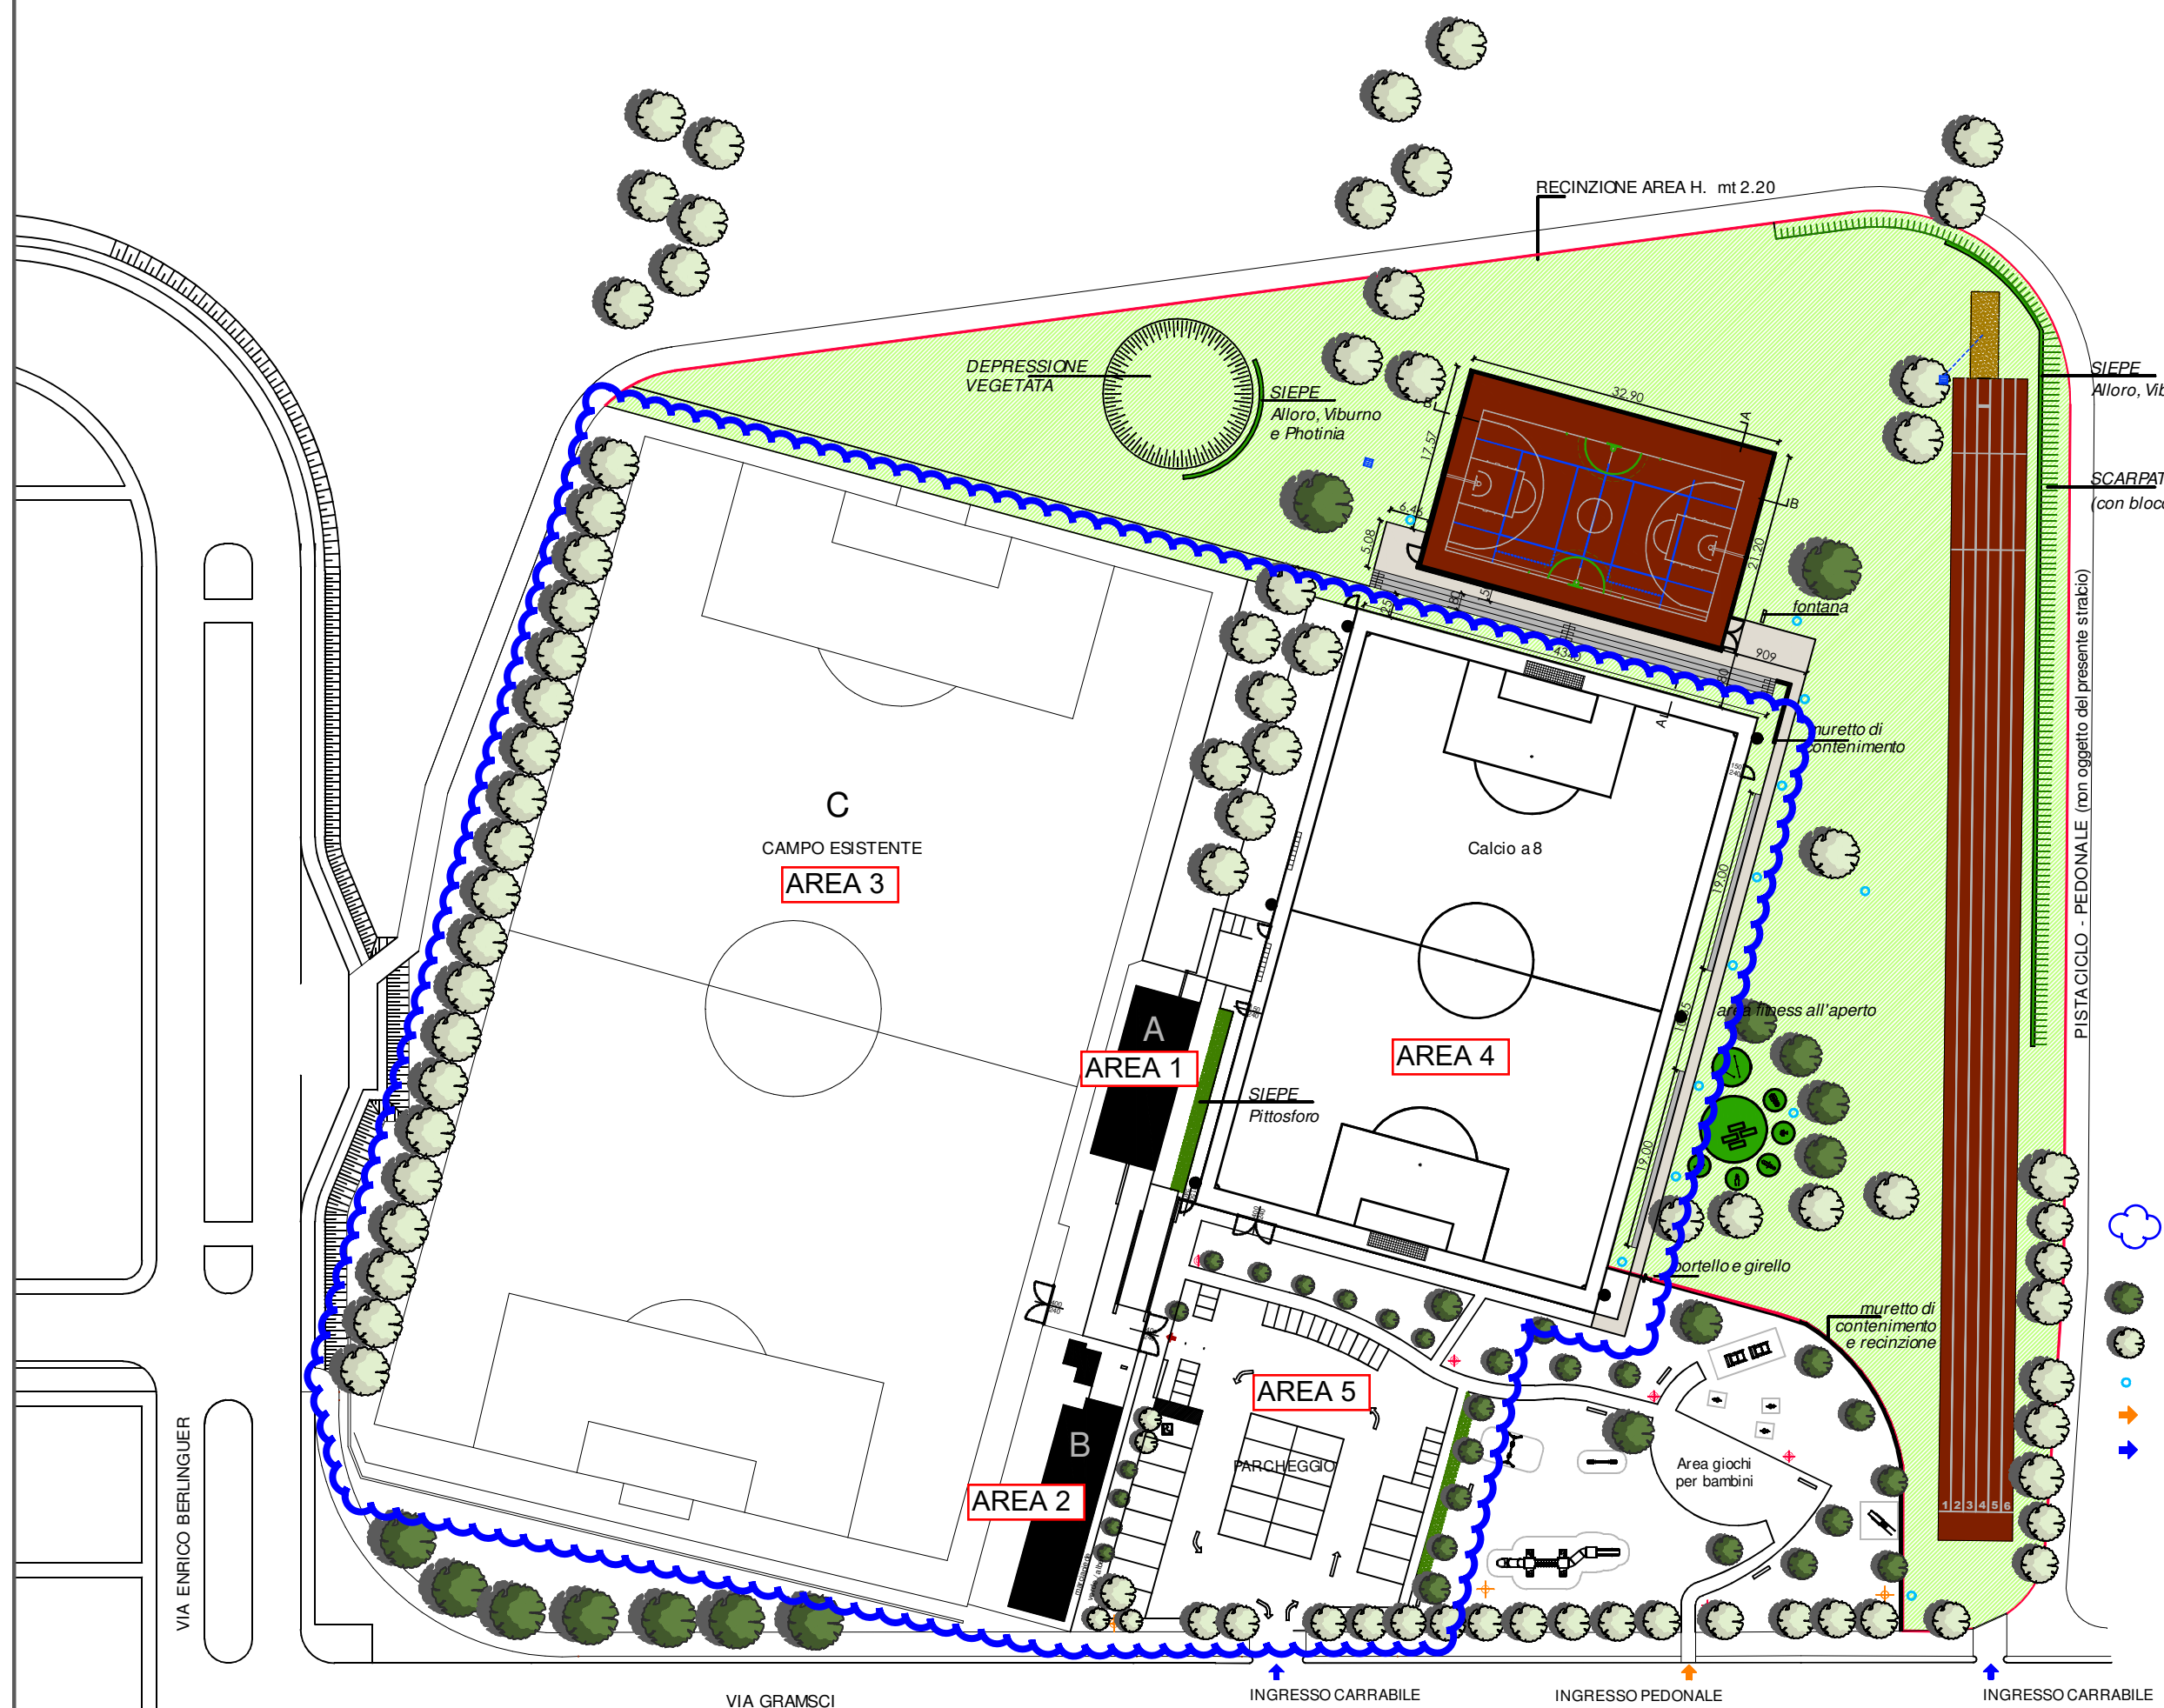 RECINZIONE AREA H. mt 2.20
DEPRESSIONE
VEGETATA
SIEPE
Alloro, Viburno
e Photinia
SIEPE
Alloro, Vib
SCARPAT
(con bloco
32.90
17.57
A
B
B
6.46
5.08
21.20
fontana
909
muretto di
contenimento
A
C
CAMPO ESISTENTE
AREA 3
Calcio a 8
19.00
PISTA CICLO - PEDONALE (non oggetto del presente stralcio)
A
AREA 1
AREA 4
area fitness all'aperto
SIEPE
Pittosforo
19.00
portello e girello
muretto di
contenimento
e recinzione
AREA 5
B
AREA 2
PARCHEGGIO
Area giochi
per bambini
1 2 3 4 5 6
VIA ENRICO BERLINGUER
VIA GRAMSCI
INGRESSO CARRABILE
INGRESSO PEDONALE
INGRESSO CARRABILE